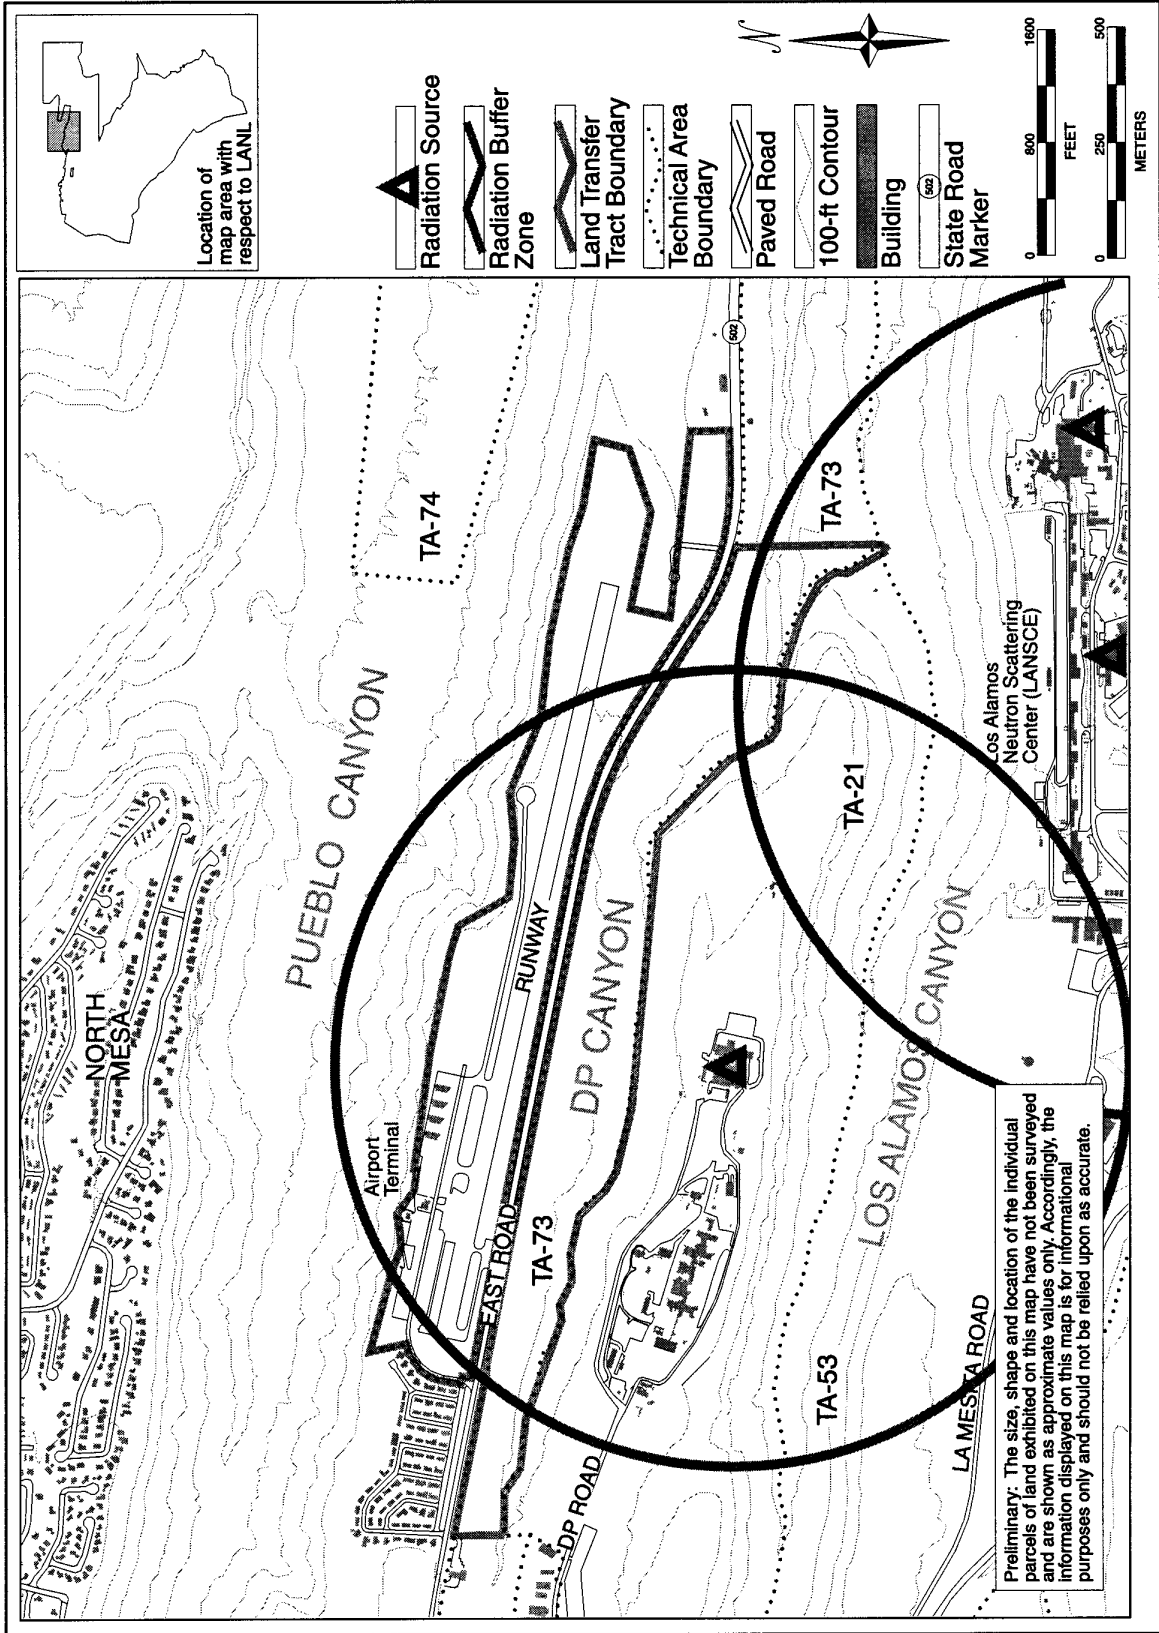 Location of
map area with
respect to LANL
Radiation Source
Radiation Buffer
Zone
Land Transfer
Tract Boundary
Technical Area
Boundary
Paved Road
100-ft Contour
Building
502
State Road
Marker
N
0
800
1600
FEET
0
250
500
METERS
NORTH
MESA
PUEBLO CANYON
TA-74
Airport
Terminal
RUNWAY
EAST ROAD
TA-73
DP CANYON
502
TA-73
DP ROAD
TA-21
TA-53
LOS ALAMOS CANYON
LA MESITA ROAD
Los Alamos
Neutron Scattering
Center (LANSCE)
Preliminary: The size, shape and location of the individual
parcels of land exhibited on this map have not been surveyed
and are shown as approximate values only. Accordingly, the
information displayed on this map is for informational
purposes only and should not be relied upon as accurate.